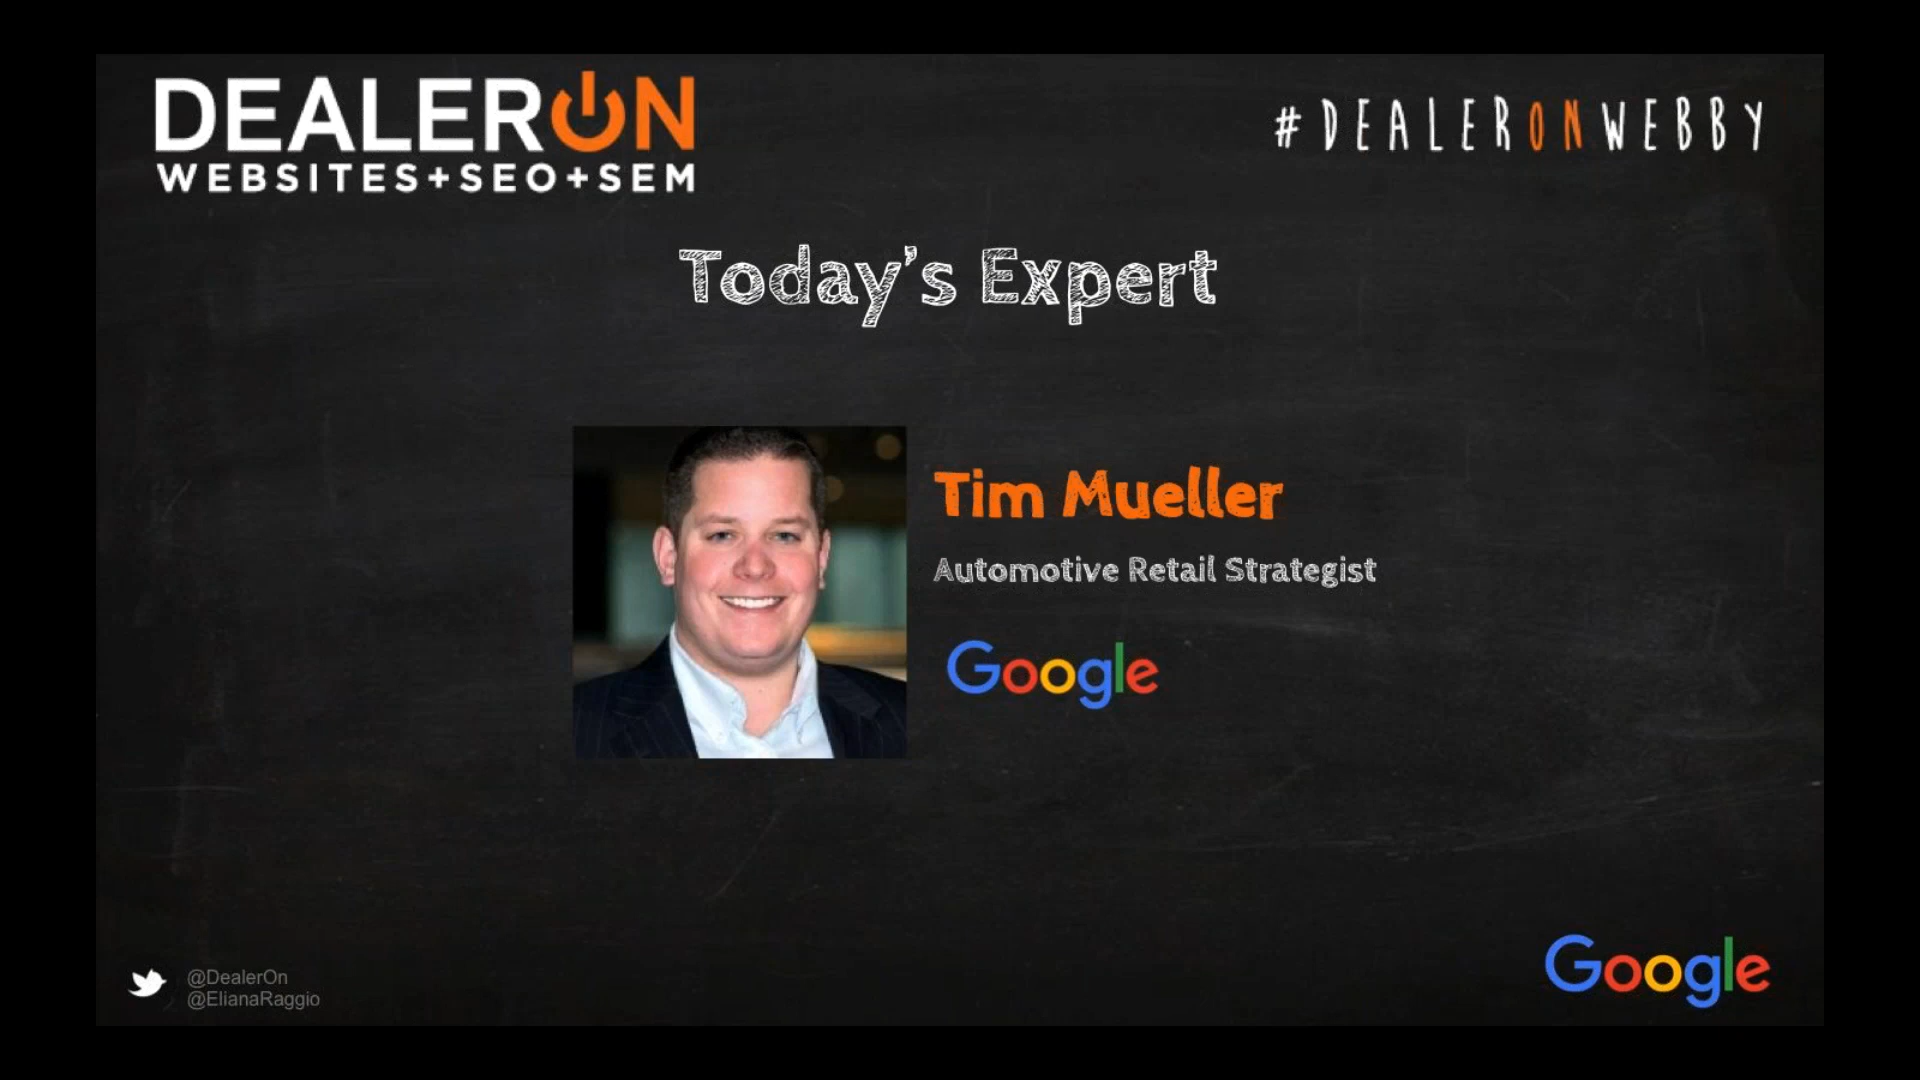 DEALERON
WEBSITES+SEO+SEM
#DEALERONWEBBY
Today's Expert
Tim Mueller
Automotive Retail Strategist
Google
@DealerOn
@ElianaRaggio
Google